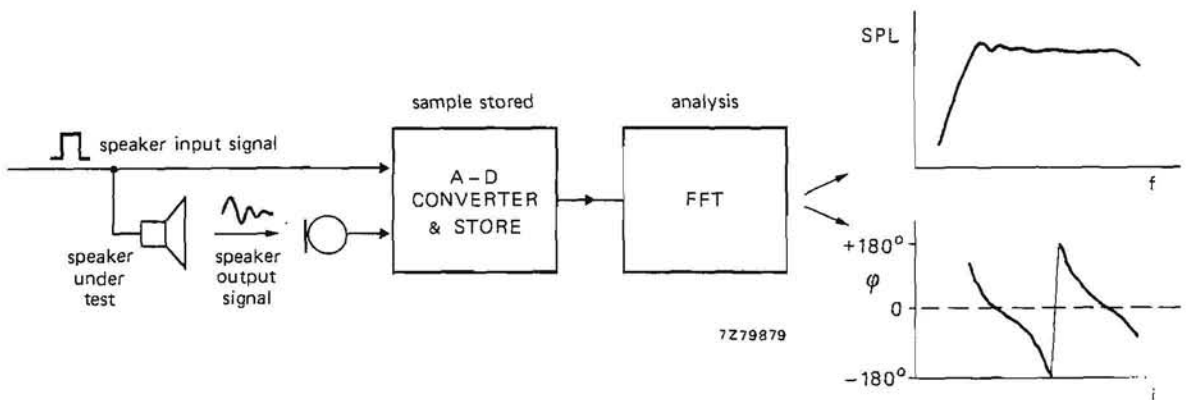 sample stored
analysis
speaker input signal
A-D
CONVERTER
& STORE
FFT
speaker
under
test
speaker
output
signal
7Z79879
SPL
f
+180°
φ
0
-180°